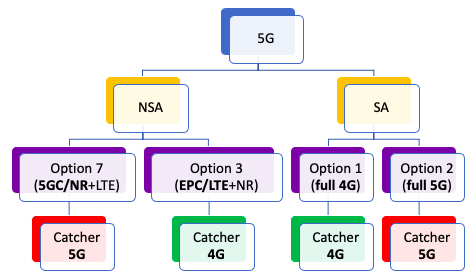 5G
NSA
SA
Option 7
(5GC/NR+LTE)
Option 3
(EPC/LTE+NR)
Option 1
(full 4G)
Option 2
(full 5G)
Catcher
5G
Catcher
4G
Catcher
4G
Catcher
5G